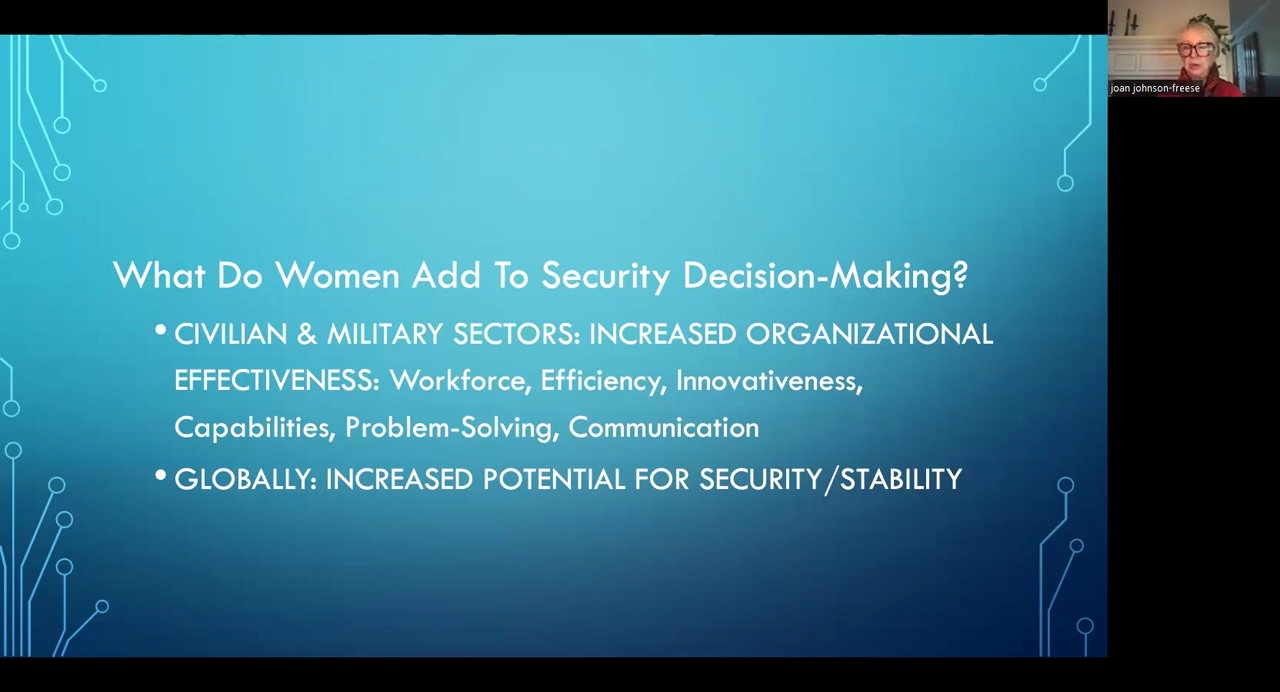 What Do Women Add To Security Decision-Making?
• CIVILIAN & MILITARY SECTORS: INCREASED ORGANIZATIONAL
EFFECTIVENESS: Workforce, Efficiency, Innovativeness,
Capabilities, Problem-Solving, Communication
• GLOBALLY: INCREASED POTENTIAL FOR SECURITY/STABILITY
joan johnson-freese